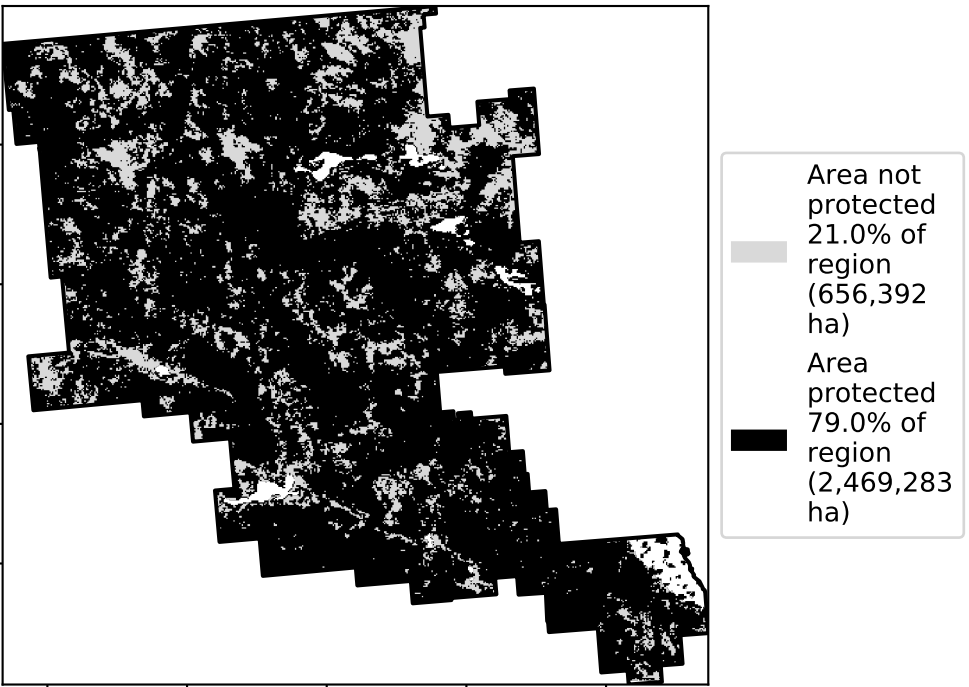 Area not
protected
21.0% of
region
(656,392
ha)
Area
protected
79.0% of
region
(2,469,283
ha)